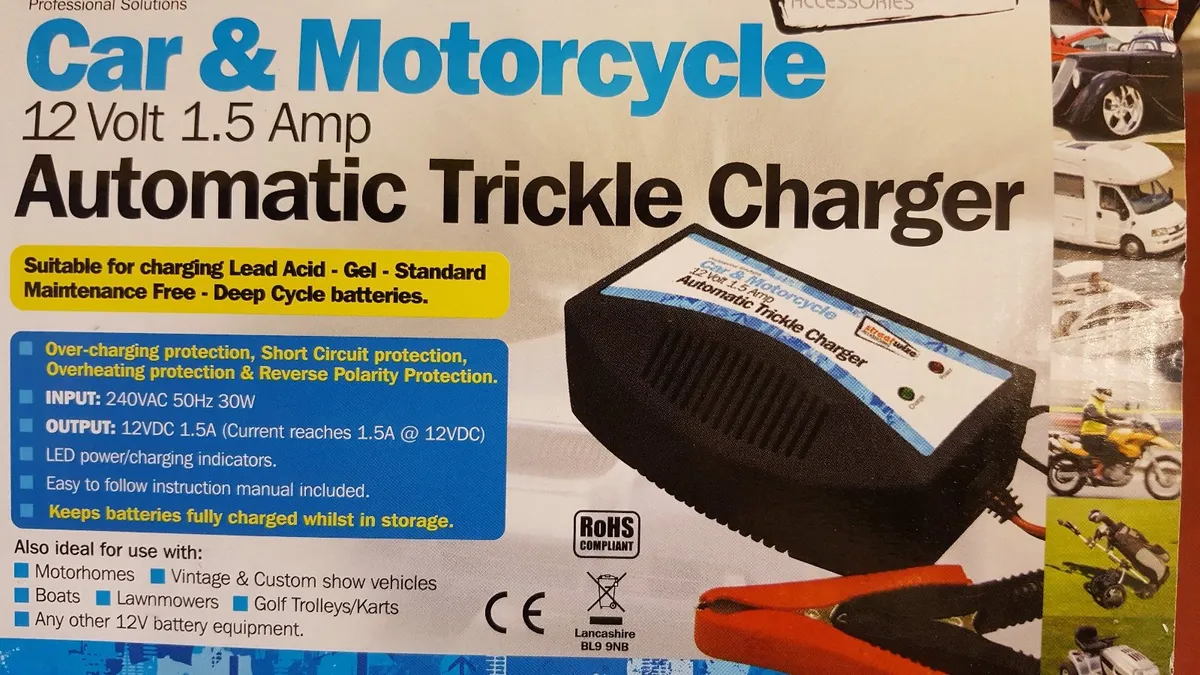 Professional Solutions
ACCESSORIES
Car & Motorcycle
12 Volt 1.5 Amp
Automatic Trickle Charger
Suitable for charging Lead Acid - Gel - Standard
Maintenance Free - Deep Cycle batteries.
Over-charging protection, Short Circuit protection,
Overheating protection & Reverse Polarity Protection.
INPUT: 240VAC 50Hz 30W
OUTPUT: 12VDC 1.5A (Current reaches 1.5A @ 12VDC)
LED power/charging indicators.
Easy to follow instruction manual included.
Keeps batteries fully charged whilst in storage.
Also ideal for use with:
Motorhomes Vintage & Custom show vehicles
Boats Lawnmowers Golf Trolleys/Karts
Any other 12V battery equipment.
Car & Motorcycle
12 Volt 1.5 Amp
Automatic Trickle Charger
streetwize
Charge
RoHS
COMPLIANT
CE
Lancashire
BL9 9NB